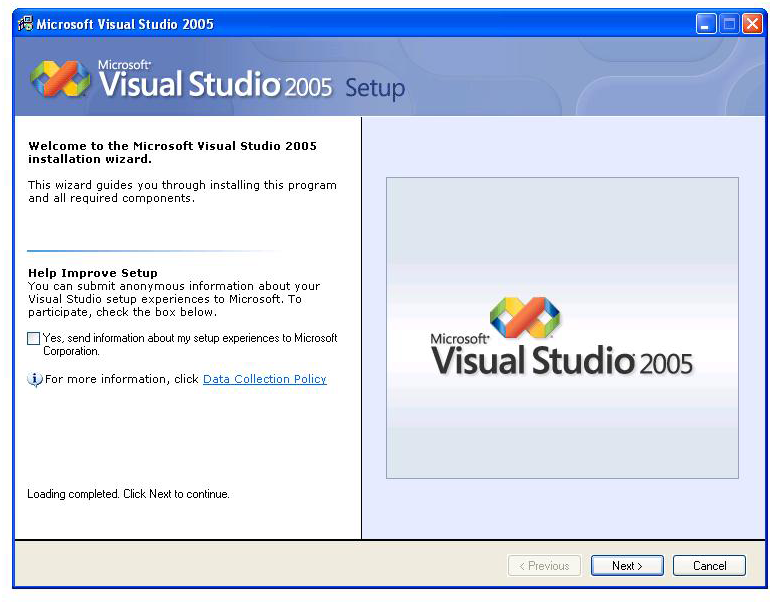 Microsoft Visual Studio 2005
Microsoft
Visual Studio 2005 Setup
Welcome to the Microsoft Visual Studio 2005
installation wizard.
This wizard guides you through installing this program
and all required components.
Help Improve Setup
You can submit anonymous information about your
Visual Studio setup experiences to Microsoft. To
participate, check the box below.
Yes, send information about my setup experiences to Microsoft
Corporation.
For more information, click Data Collection Policy
Loading completed. Click Next to continue.
Microsoft
Visual Studio 2005
< Previous
Next >
Cancel